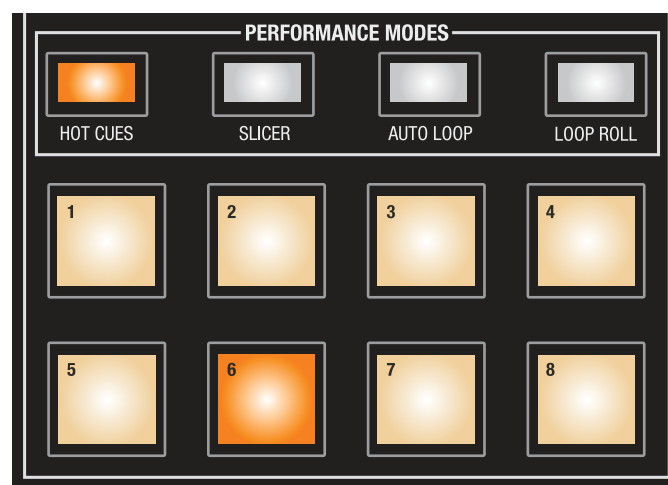 PERFORMANCE MODES
HOT CUES SLICER AUTO LOOP LOOP ROLL
1 2 3 4
5 6 7 8